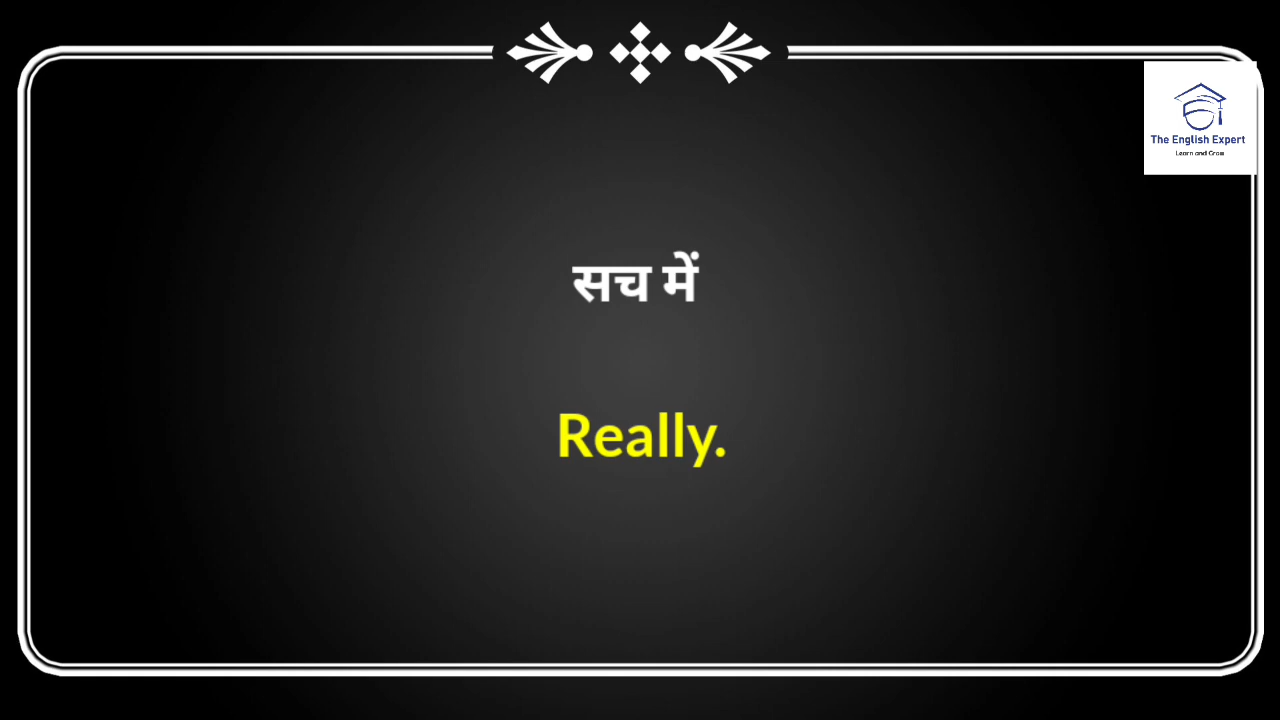 The English Expert
Learn and Grow
सच में
Really.